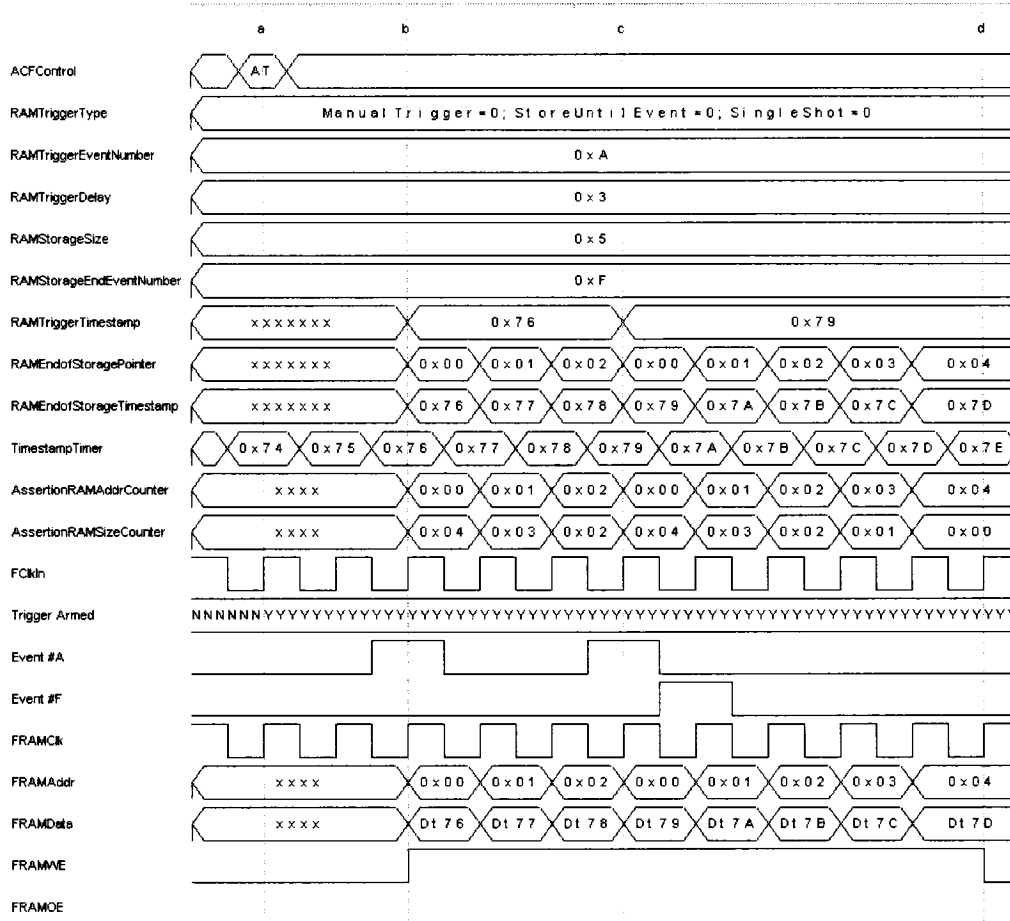 a b c d
ACFControl AT
RAMTriggerType Manual Trigger=0; StoreUntilEvent=0; SingleShot=0
RAMTriggerEventNumber 0xA
RAMTriggerDelay 0x3
RAMStorageSize 0x5
RAMStorageEndEventNumber 0xF
RAMTriggerTimestamp xxxxxxx 0x76 0x79
RAMEndofStoragePointer xxxxxxx 0x00 0x01 0x02 0x00 0x01 0x02 0x03 0x04
RAMEndofStorageTimestamp xxxxxxx 0x76 0x77 0x78 0x79 0x7A 0x7B 0x7C 0x7D
TimestampTimer 0x74 0x75 0x76 0x77 0x78 0x79 0x7A 0x7B 0x7C 0x7D 0x7E
AssertionRAMAddrCounter xxxx 0x00 0x01 0x02 0x00 0x01 0x02 0x03 0x04
AssertionRAMSizeCounter xxxx 0x04 0x03 0x02 0x04 0x03 0x02 0x01 0x00
FClkIn
Trigger Armed NNNNNNYYYYYYYYYYYYYYYYYYYYYYYYYYYYYYYYYYYYYYYYYYYYYYYYYYYYYYYYYYYYYY
Event #A
Event #F
FRAMClk
FRAMAddr xxxx 0x00 0x01 0x02 0x00 0x01 0x02 0x03 0x04
FRAMData xxxx Dt 76 Dt 77 Dt 78 Dt 79 Dt 7A Dt 7B Dt 7C Dt 7D
FRAMWE
FRAMOE